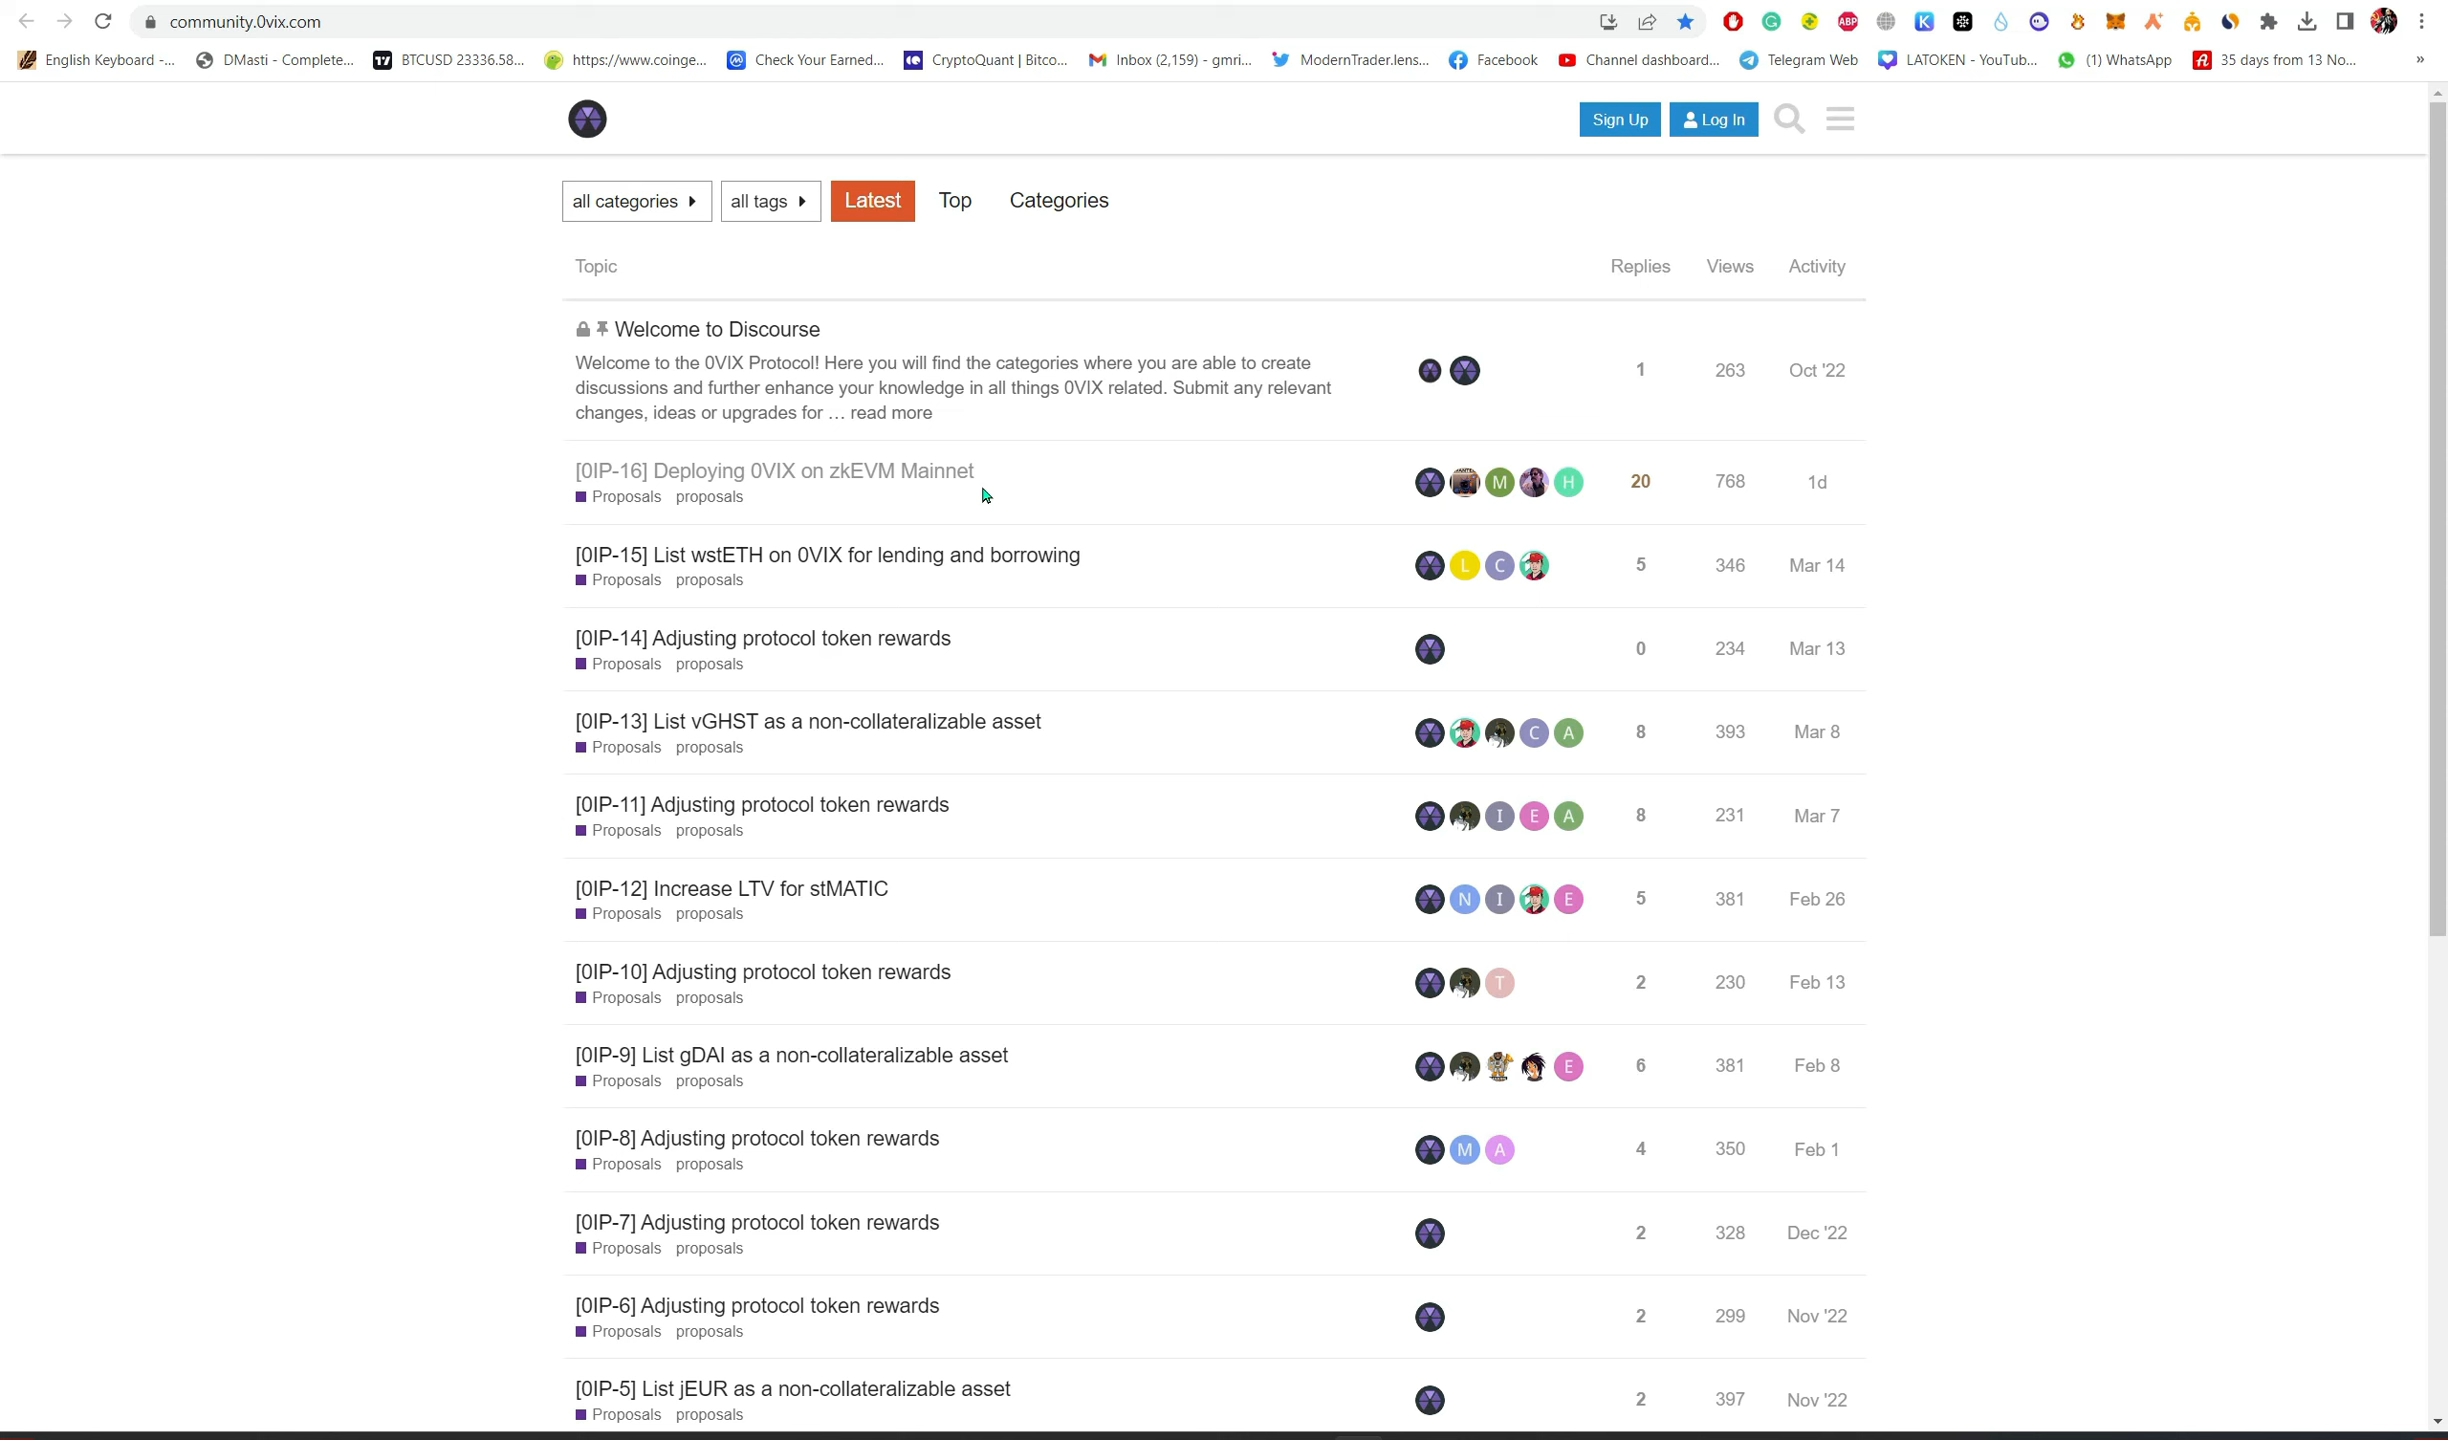 community.0vix.com
English Keyboard -... DMasti - Complete... BTCUSD 23336.58... https://www.coinge... Check Your Earned... CryptoQuant | Bitco... Inbox (2,159) - gmri... ModernTrader.lens... Facebook Channel dashboard... Telegram Web LATOKEN - YouTub... (1) WhatsApp 35 days from 13 No... »
Sign Up Log In
all categories all tags Latest Top Categories
Topic Replies Views Activity
Welcome to Discourse
Welcome to the 0VIX Protocol! Here you will find the categories where you are able to create
discussions and further enhance your knowledge in all things 0VIX related. Submit any relevant
changes, ideas or upgrades for … read more
1 263 Oct '22
[0IP-16] Deploying 0VIX on zkEVM Mainnet
Proposals proposals
M H 20 768 1d
[0IP-15] List wstETH on 0VIX for lending and borrowing
Proposals proposals
L C 5 346 Mar 14
[0IP-14] Adjusting protocol token rewards
Proposals proposals
0 234 Mar 13
[0IP-13] List vGHST as a non-collateralizable asset
Proposals proposals
C A 8 393 Mar 8
[0IP-11] Adjusting protocol token rewards
Proposals proposals
I E A 8 231 Mar 7
[0IP-12] Increase LTV for stMATIC
Proposals proposals
N I E 5 381 Feb 26
[0IP-10] Adjusting protocol token rewards
Proposals proposals
T 2 230 Feb 13
[0IP-9] List gDAI as a non-collateralizable asset
Proposals proposals
E 6 381 Feb 8
[0IP-8] Adjusting protocol token rewards
Proposals proposals
M A 4 350 Feb 1
[0IP-7] Adjusting protocol token rewards
Proposals proposals
2 328 Dec '22
[0IP-6] Adjusting protocol token rewards
Proposals proposals
2 299 Nov '22
[0IP-5] List jEUR as a non-collateralizable asset
Proposals proposals
2 397 Nov '22